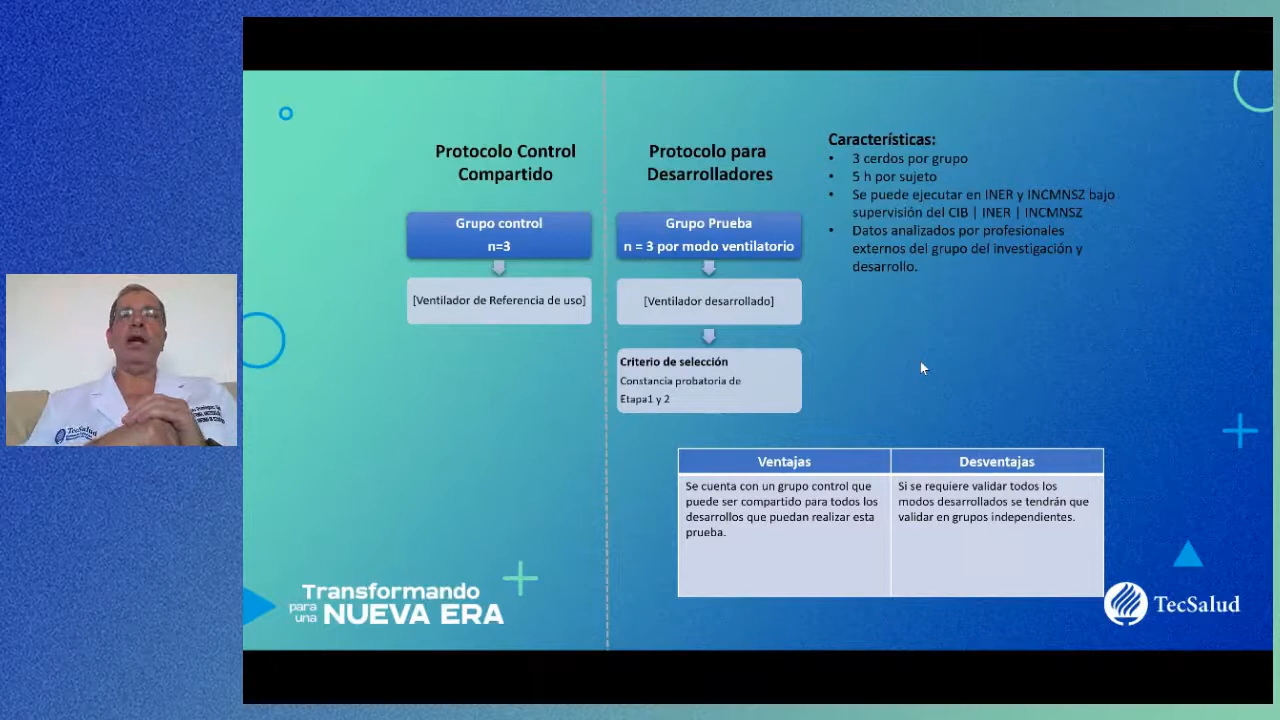 Protocolo Control
Compartido
Grupo control
n=3
[Ventilador de Referencia de uso]
Protocolo para
Desarrolladores
Grupo Prueba
n = 3 por modo ventilatorio
[Ventilador desarrollado]
Criterio de selección
Constancia probatoria de
Etapa1 y 2
Características:
• 3 cerdos por grupo
• 5 h por sujeto
• Se puede ejecutar en INER y INCMNSZ bajo
supervisión del CIB | INER | INCMNSZ
• Datos analizados por profesionales
externos del grupo del investigación y
desarrollo.
Ventajas
Se cuenta con un grupo control que
puede ser compartido para todos los
desarrollos que puedan realizar esta
prueba.
Desventajas
Si se requiere validar todos los
modos desarrollados se tendrán que
validar en grupos independientes.
Transformando
para
una
NUEVA ERA
TecSalud
TecSalud